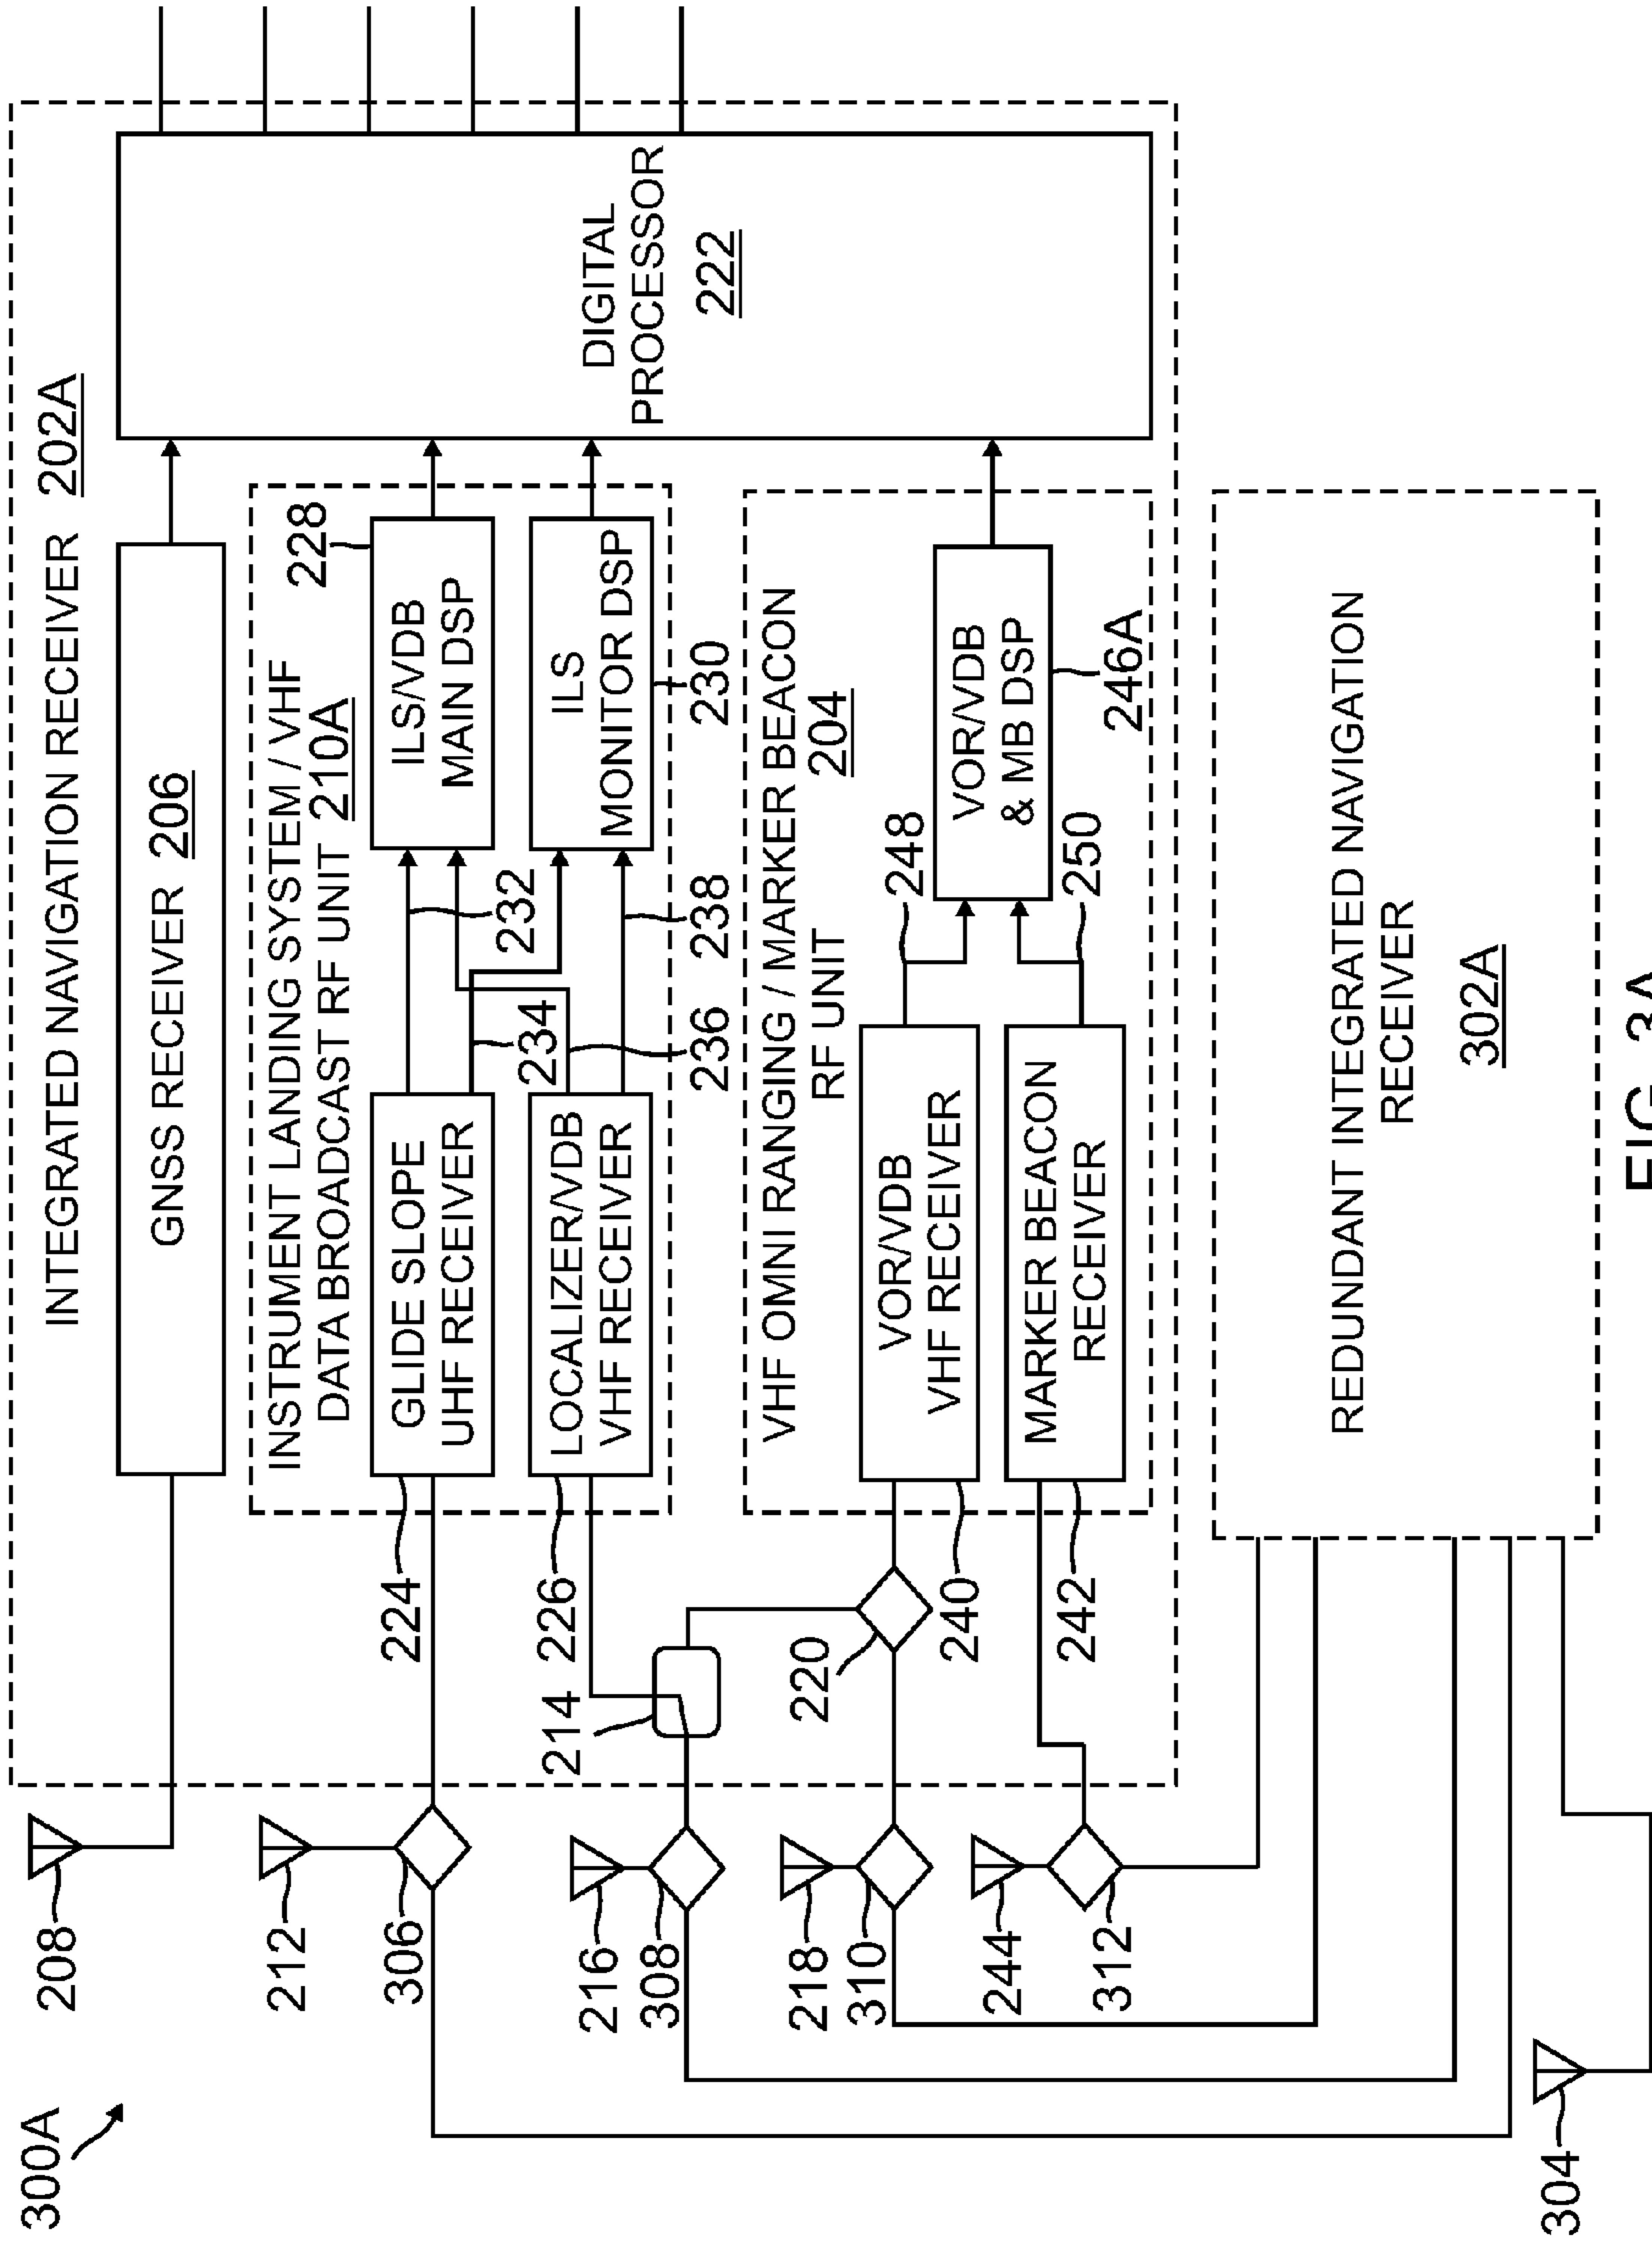 300A
INTEGRATED NAVIGATION RECEIVER 202A
208
GNSS RECEIVER 206
212
306
INSTRUMENT LANDING SYSTEM / VHF
DATA BROADCAST RF UNIT 210A
224
GLIDE SLOPE
UHF RECEIVER
232
234
228
ILS/VDB
MAIN DSP
226
LOCALIZER/VDB
VHF RECEIVER
236
238
ILS
MONITOR DSP
230
DIGITAL
PROCESSOR
222
214
216
308
218
310
220
VHF OMNI RANGING / MARKER BEACON
RF UNIT
204
240
VOR/VDB
VHF RECEIVER
248
VOR/VDB
& MB DSP
246A
244
312
242
MARKER BEACON
RECEIVER
250
REDUNDANT INTEGRATED NAVIGATION
RECEIVER
302A
304
FIG. 3A